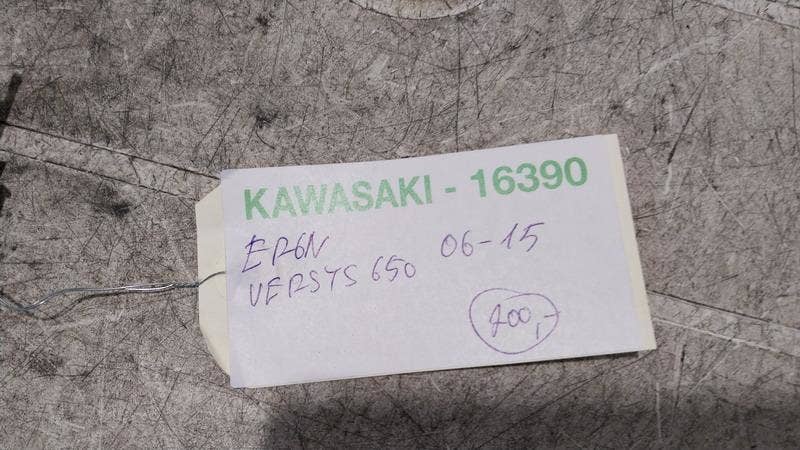 KAWASAKI - 16390
ER6N 06-15
VERSYS 650
200,-